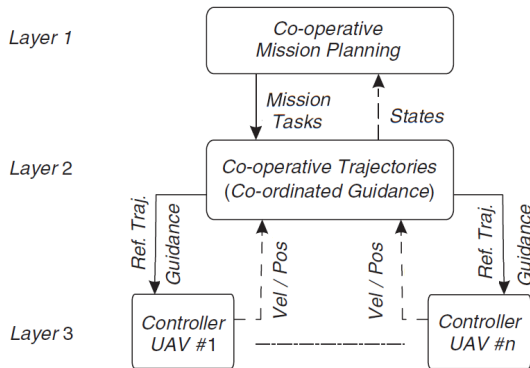 Layer 1
Co-operative
Mission Planning
Mission
Tasks
States
Layer 2
Co-operative Trajectories
(Co-ordinated Guidance)
Ref. Traj.
Guidance
Vel / Pos
Vel / Pos
Ref. Traj.
Guidance
Layer 3
Controller
UAV #1
Controller
UAV #n